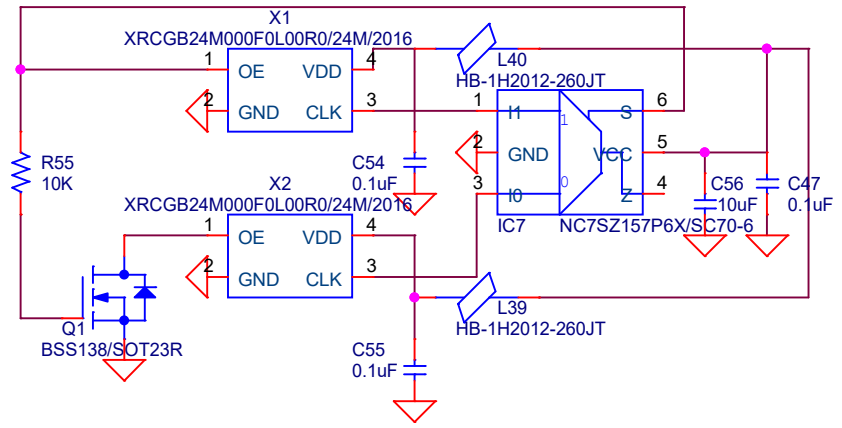 X1
XRCGB24M000F0L00R0/24M/2016
1 OE VDD 4
2 GND CLK 3
L40
HB-1H2012-260JT
1 I1 1 S 6
2 GND VCC 5
3 I0 0 Z 4
IC7 NC7SZ157P6X/SC70-6
R55
10K
C54
0.1uF
C56
10uF
C47
0.1uF
X2
XRCGB24M000F0L00R0/24M/2016
1 OE VDD 4
2 GND CLK 3
L39
HB-1H2012-260JT
Q1
BSS138/SOT23R
C55
0.1uF